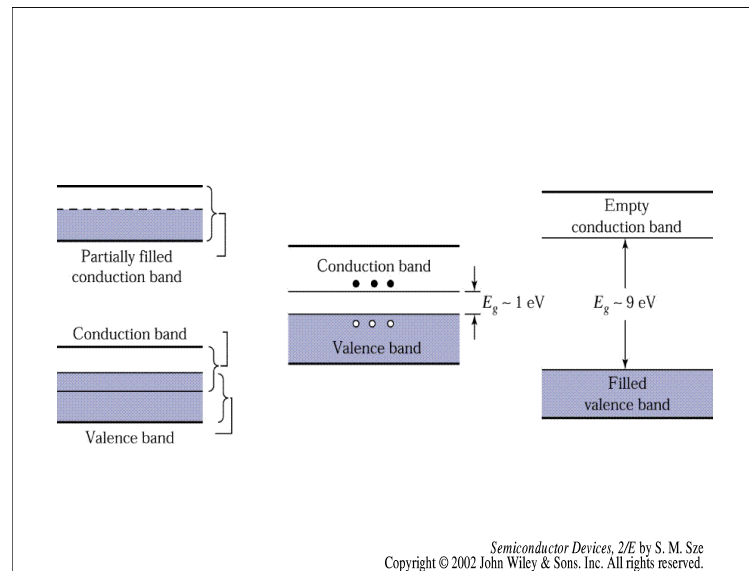 Partially filled
conduction band
Conduction band
Valence band
Conduction band
E_g ~ 1 eV
Valence band
Empty
conduction band
E_g ~ 9 eV
Filled
valence band
Semiconductor Devices, 2/E by S. M. Sze
Copyright © 2002 John Wiley & Sons. Inc. All rights reserved.